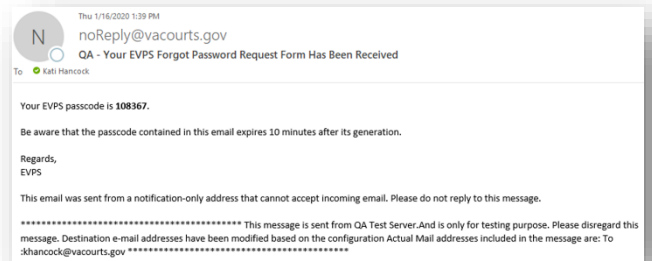 Thu 1/16/2020 1:39 PM
N
noReply@vacourts.gov
QA - Your EVPS Forgot Password Request Form Has Been Received
To Kati Hancock
Your EVPS passcode is 108367.
Be aware that the passcode contained in this email expires 10 minutes after its generation.
Regards,
EVPS
This email was sent from a notification-only address that cannot accept incoming email. Please do not reply to this message.
******************************************* This message is sent from QA Test Server.And is only for testing purpose. Please disregard this
message. Destination e-mail addresses have been modified based on the configuration Actual Mail addresses included in the message are: To
:khancock@vacourts.gov *******************************************